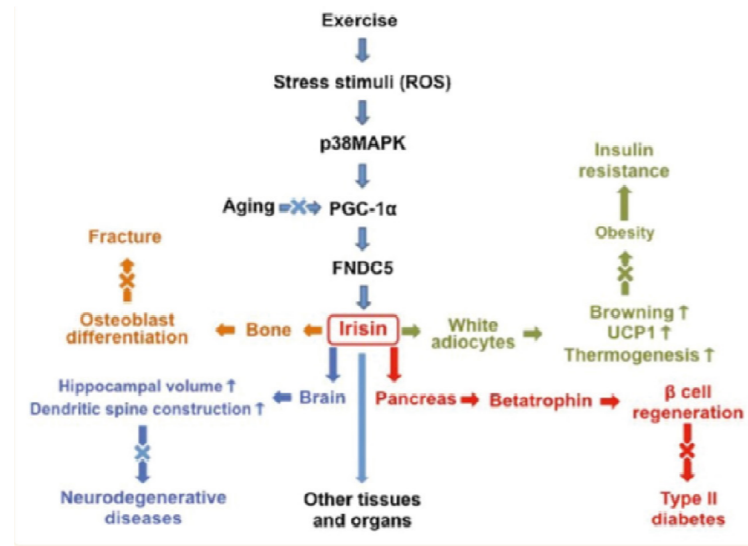 Exercise
Stress stimuli (ROS)
p38MAPK
Insulin
resistance
Aging
PGC-1α
Fracture
Obesity
FNDC5
Osteoblast
differentiation
Bone
Irisin
White
adiocytes
Browning ↑
UCP1 ↑
Thermogenesis ↑
Hippocampal volume ↑
Dendritic spine construction ↑
Brain
Pancreas
Betatrophin
β cell
regeneration
Neurodegenerative
diseases
Other tissues
and organs
Type II
diabetes